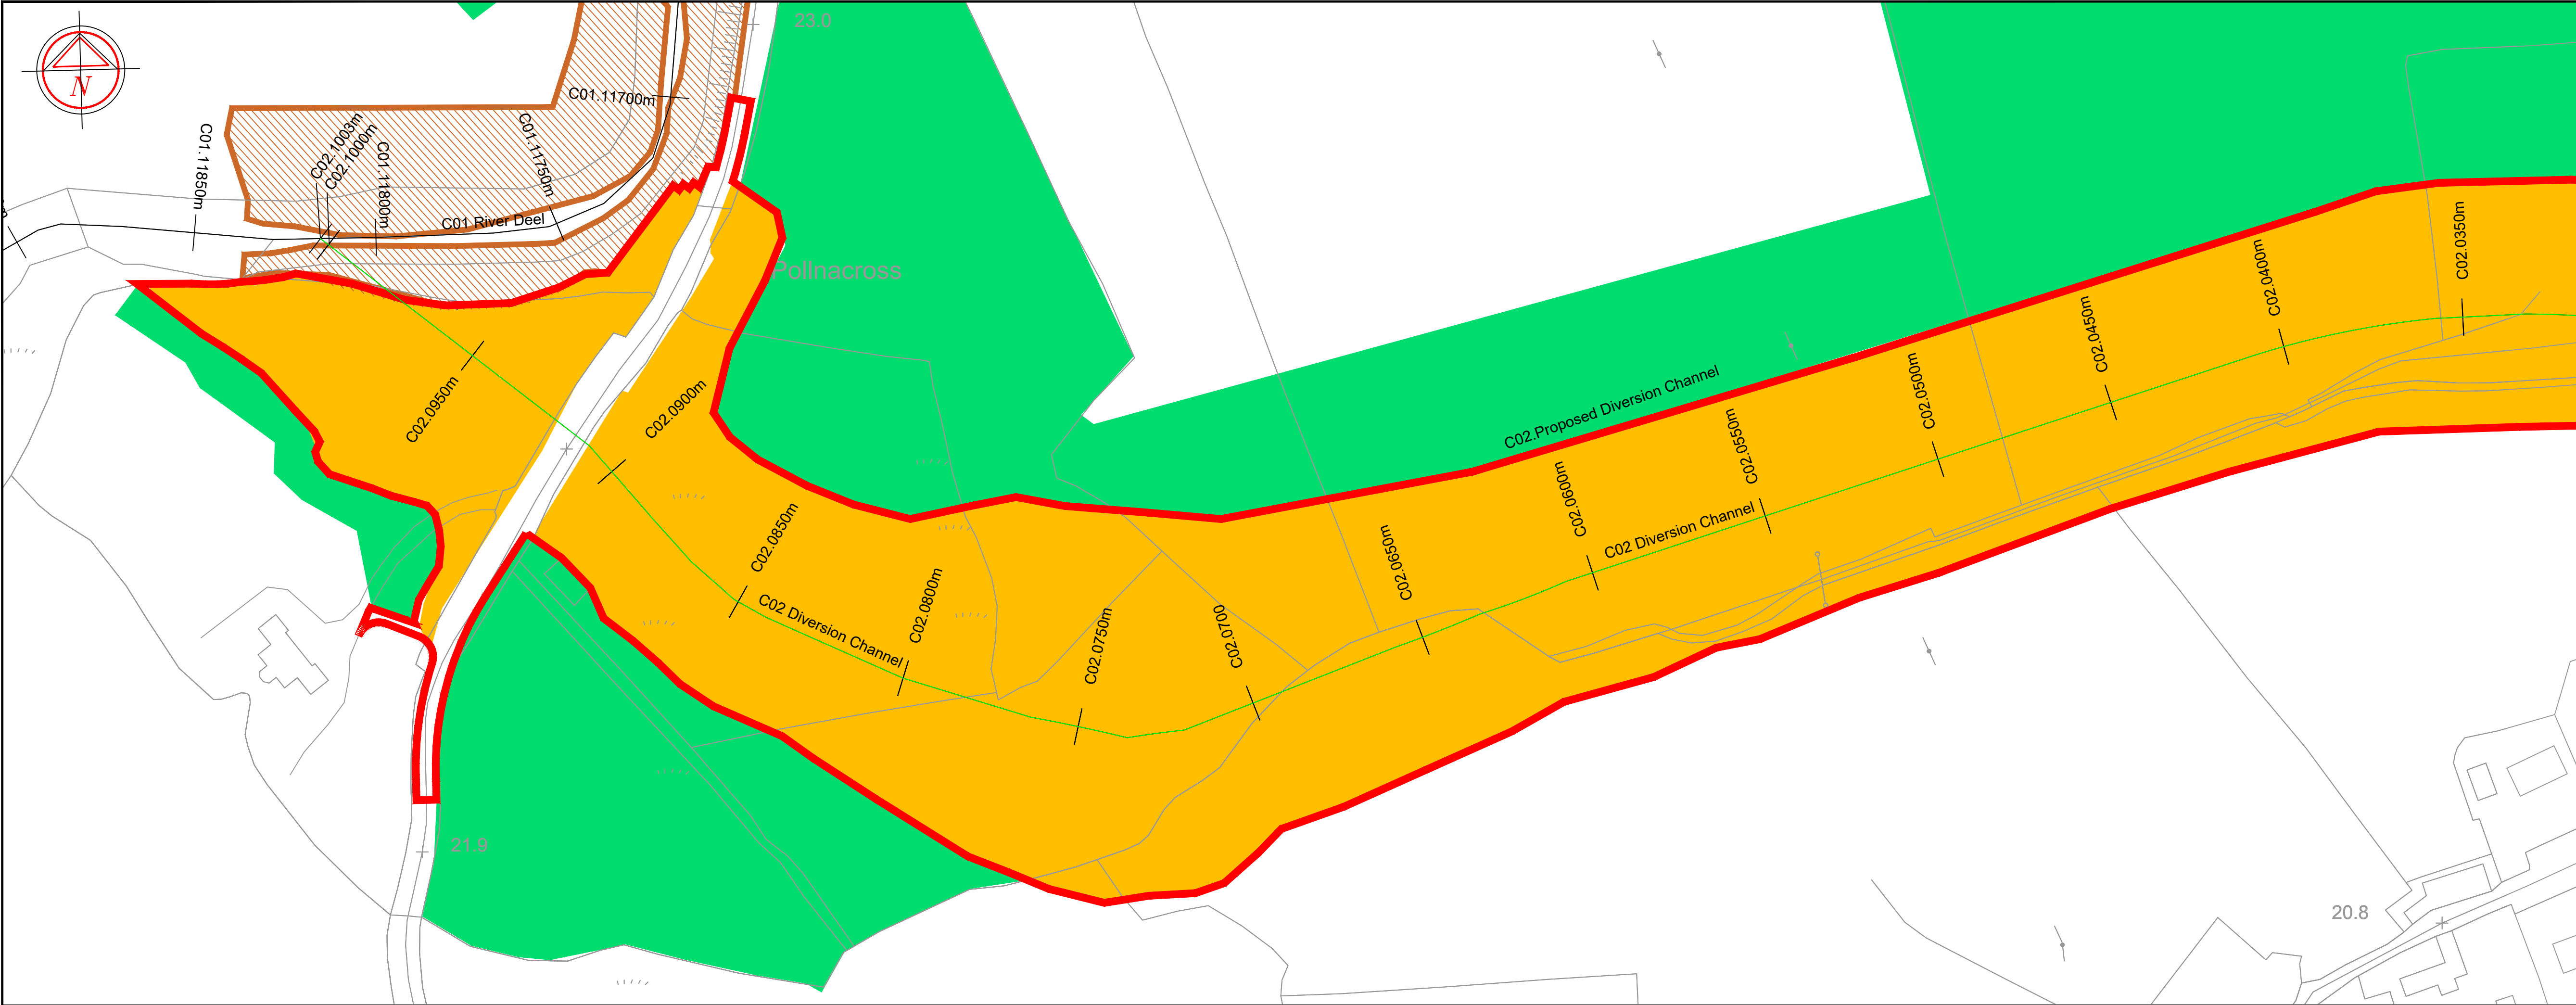 23.0
N
C01.11700m
C01.11850m
C02.1003m
C02.1000m
C01.11800m
C01.11750m
C01 River Deel
Pollnacross
C02.0350m
C02.0400m
C02.0450m
C02.0500m
C02.Proposed Diversion Channel
C02.0550m
C02.0950m
C02.0900m
C02.0600m
C02 Diversion Channel
C02.0650m
C02.0850m
C02.0800m
C02 Diversion Channel
C02.0750m
C02.0700
21.9
20.8